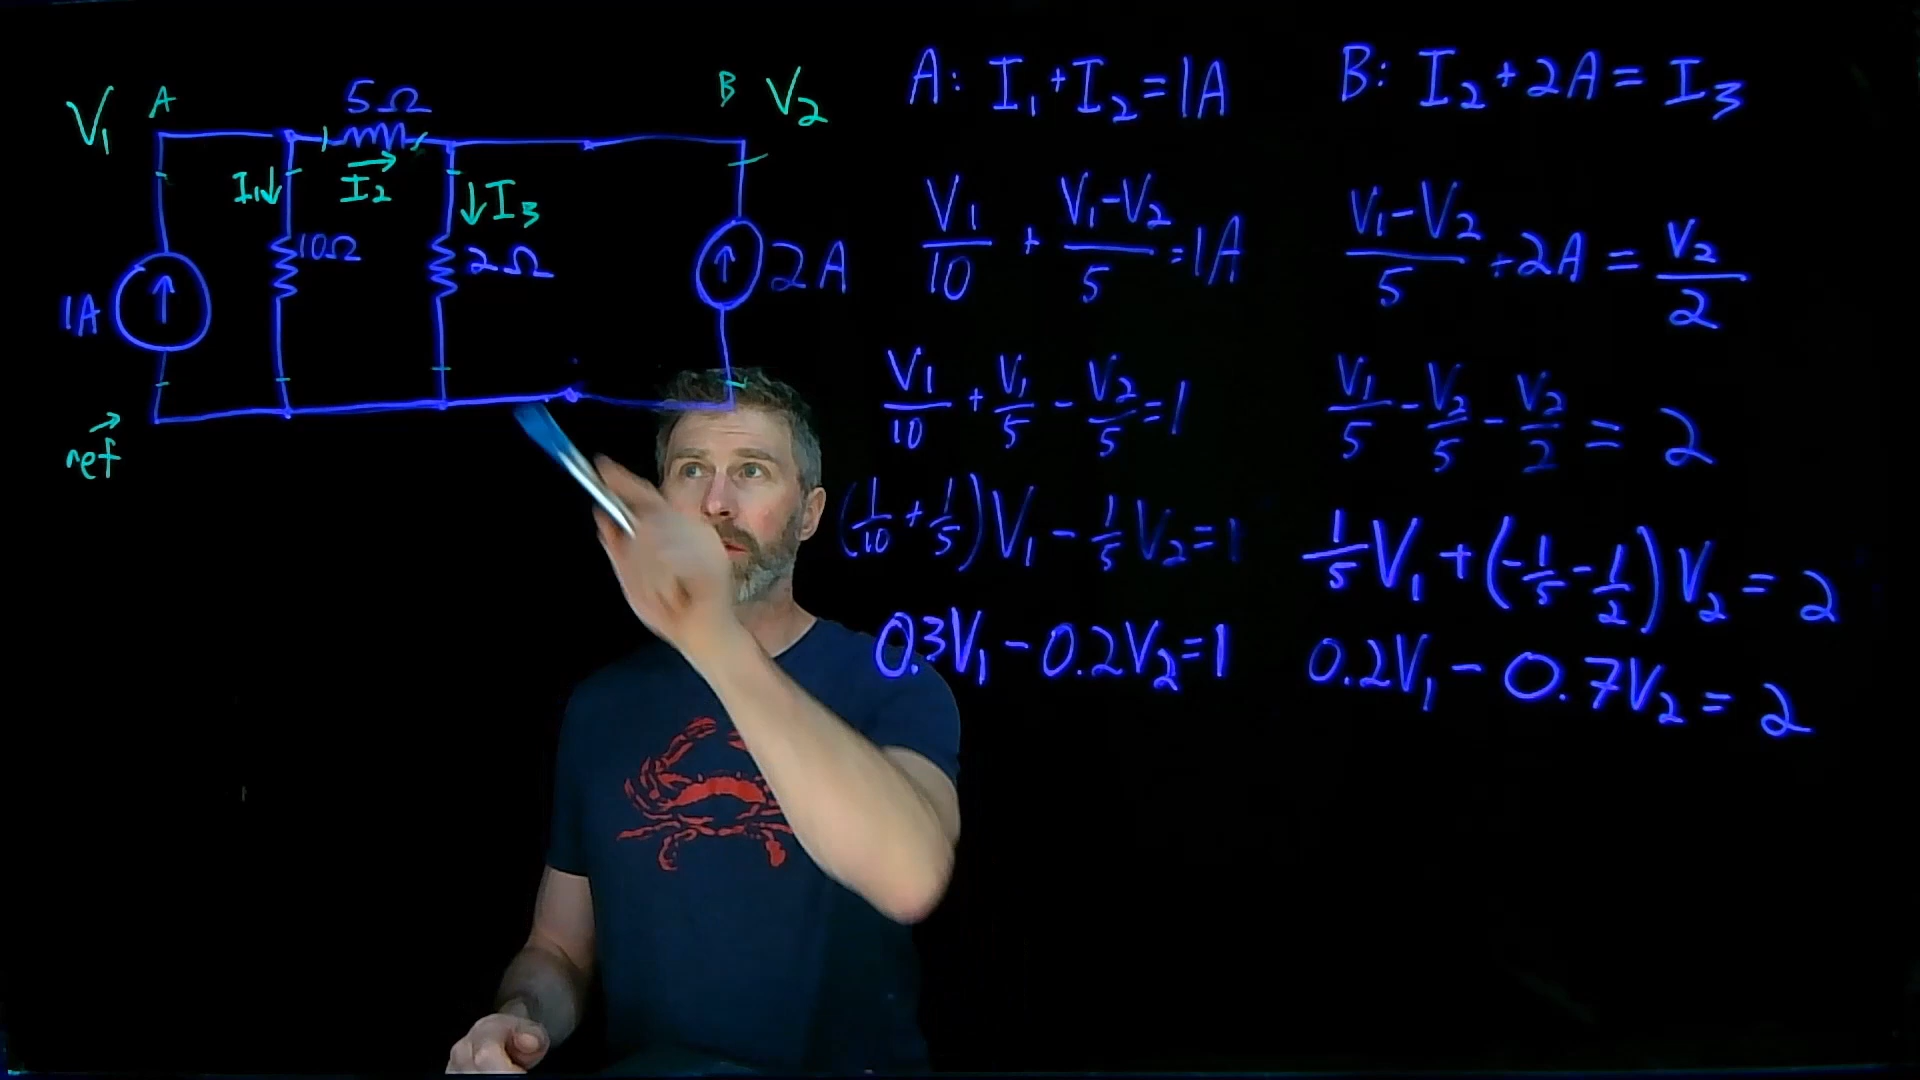 V₁ A 5Ω B V₂
I₁↓ I₂ → ↓I₃
10Ω 2Ω
1A ↑ ↑ 2A
ref →
A: I₁+I₂=1A
V₁/10 + (V₁-V₂)/5 = 1A
V₁/10 + V₁/5 - V₂/5 = 1
(1/10 + 1/5)V₁ - 1/5 V₂ = 1
0.3V₁ - 0.2V₂ = 1
B: I₂+2A = I₃
(V₁-V₂)/5 + 2A = V₂/2
V₁/5 - V₂/5 - V₂/2 = 2
1/5 V₁ + (-1/5 - 1/2)V₂ = 2
0.2V₁ - 0.7V₂ = 2